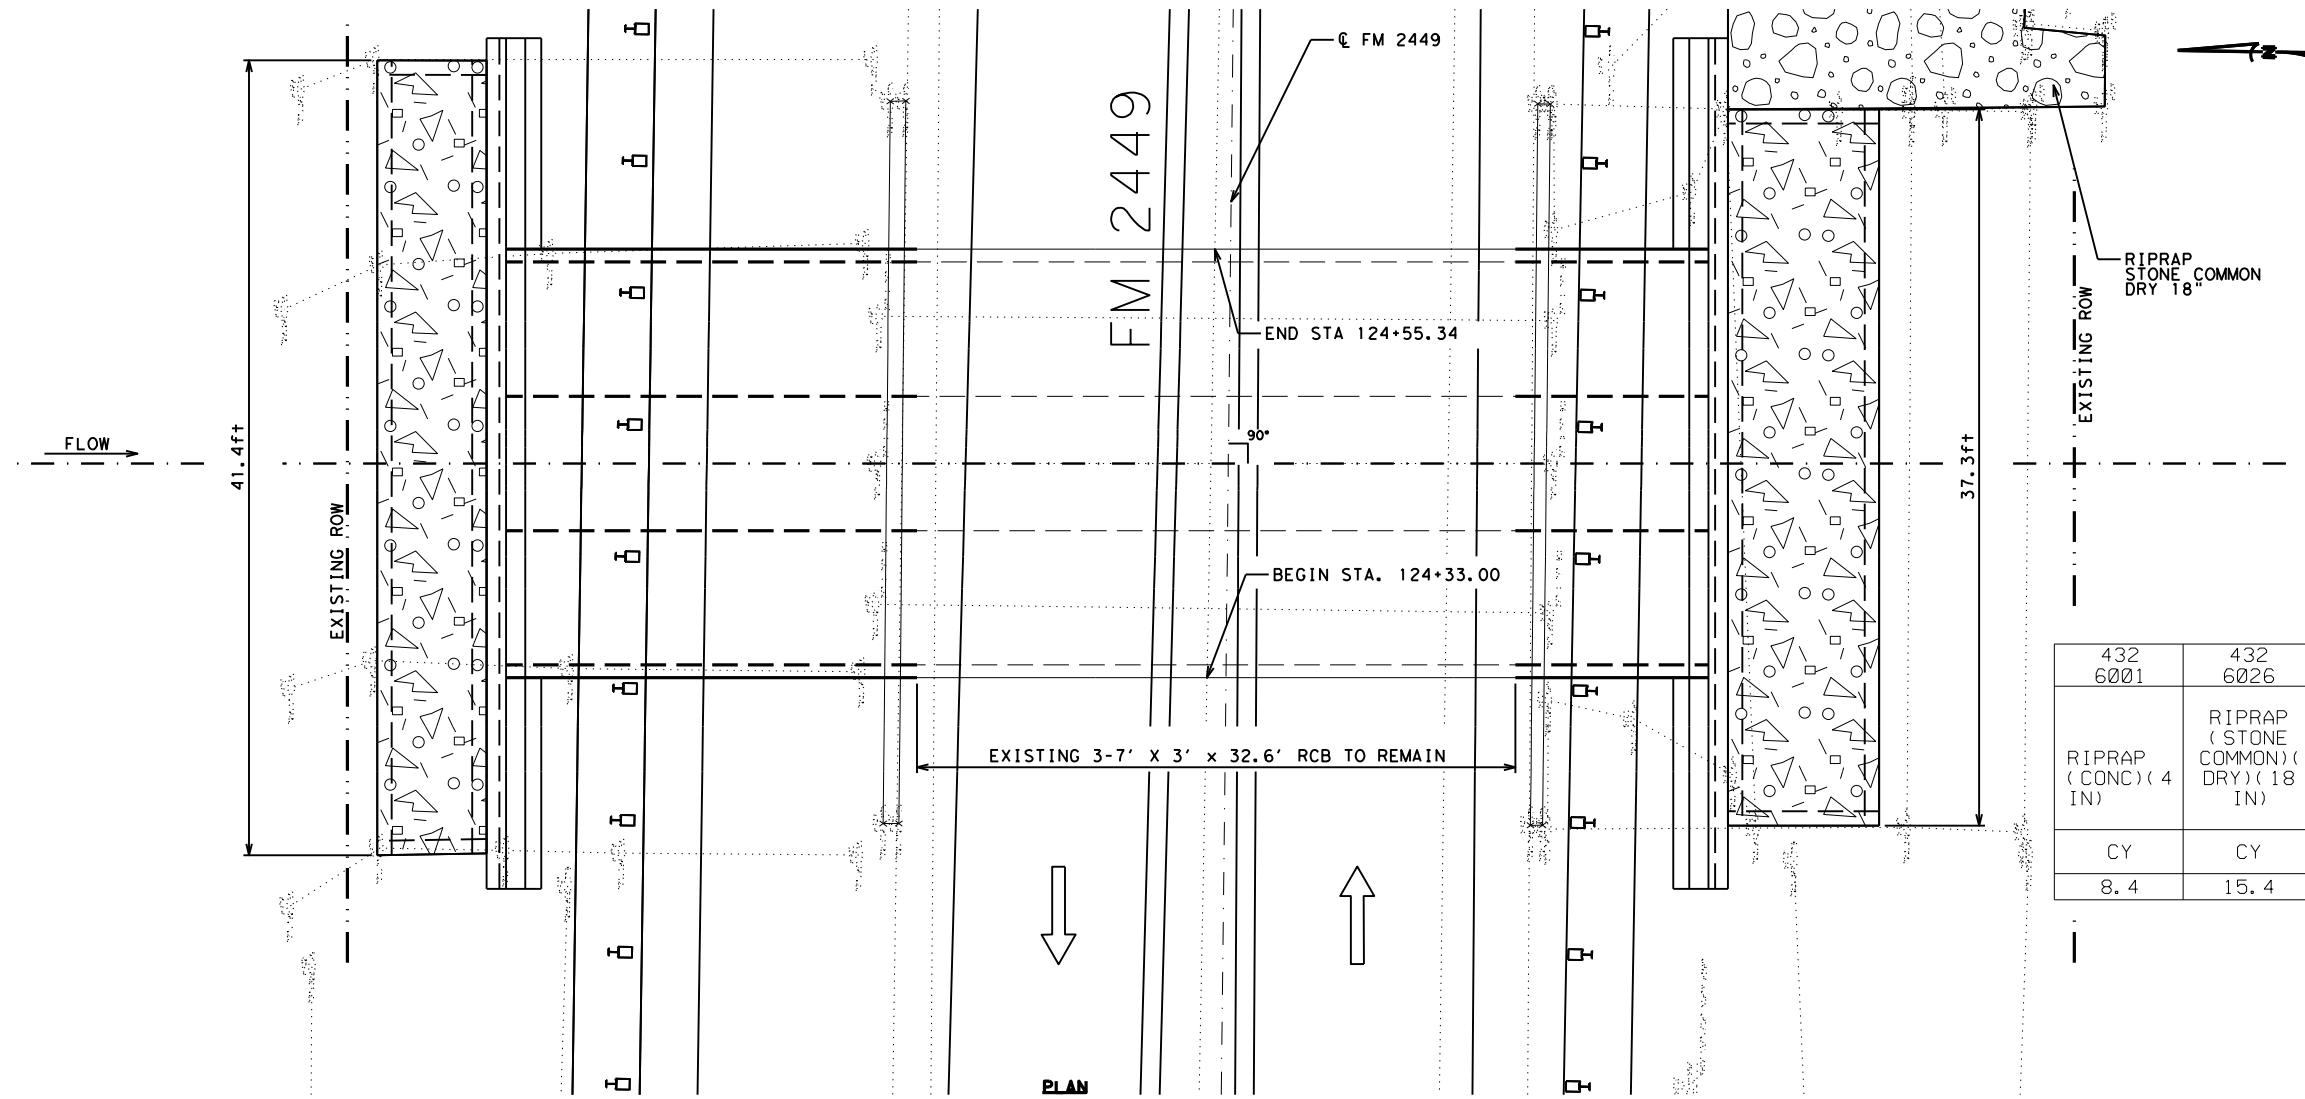 ℄ FM 2449
N
FM 2449
RIPRAP
STONE COMMON
DRY 18"
EXISTING ROW
END STA 124+55.34
FLOW
41.4ft
90°
37.3ft
EXISTING ROW
BEGIN STA. 124+33.00
EXISTING 3-7' X 3' x 32.6' RCB TO REMAIN
432
6001
432
6026
RIPRAP
(CONC)(4
IN)
RIPRAP
(STONE
COMMON)(
DRY)(18
IN)
CY
CY
8.4
15.4
PLAN